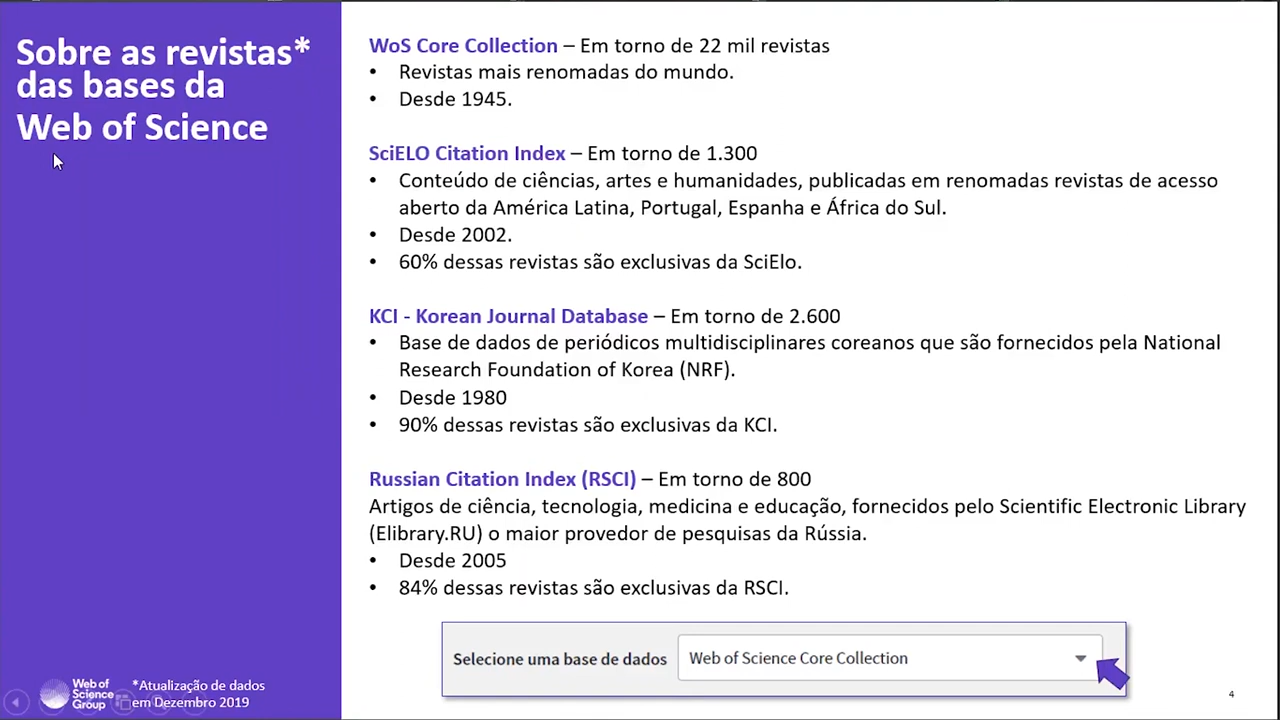 Sobre as revistas*
das bases da
Web of Science
WoS Core Collection – Em torno de 22 mil revistas
• Revistas mais renomadas do mundo.
• Desde 1945.
SciELO Citation Index – Em torno de 1.300
• Conteúdo de ciências, artes e humanidades, publicadas em renomadas revistas de acesso
aberto da América Latina, Portugal, Espanha e África do Sul.
• Desde 2002.
• 60% dessas revistas são exclusivas da SciElo.
KCI - Korean Journal Database – Em torno de 2.600
• Base de dados de periódicos multidisciplinares coreanos que são fornecidos pela National
Research Foundation of Korea (NRF).
• Desde 1980
• 90% dessas revistas são exclusivas da KCI.
Russian Citation Index (RSCI) – Em torno de 800
Artigos de ciência, tecnologia, medicina e educação, fornecidos pelo Scientific Electronic Library
(Elibrary.RU) o maior provedor de pesquisas da Rússia.
• Desde 2005
• 84% dessas revistas são exclusivas da RSCI.
Selecione uma base de dados Web of Science Core Collection
Web of
Science
Group
*Atualização de dados
em Dezembro 2019
4